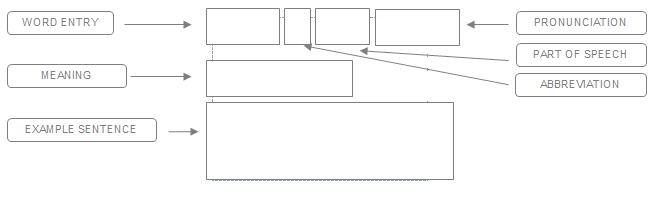 WORD ENTRY
PRONUNCIATION
PART OF SPEECH
MEANING
ABBREVIATION
EXAMPLE SENTENCE